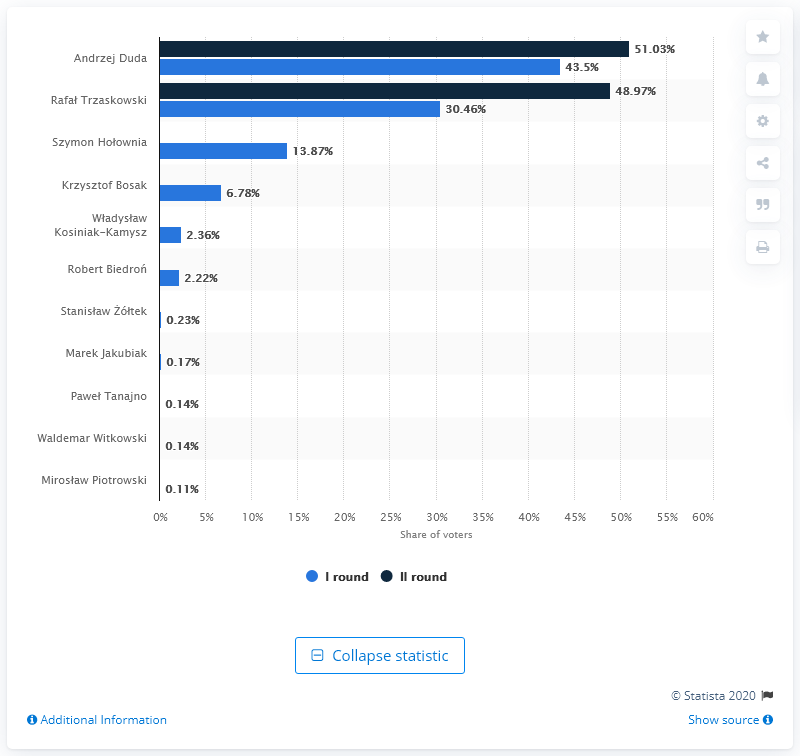 Andrzej Duda
51.03%
43.5%
Rafał Trzaskowski
48.97%
30.46%
Szymon Hołownia
13.87%
Krzysztof Bosak
6.78%
Władysław
Kosiniak-Kamysz
2.36%
Robert Biedroń
2.22%
Stanisław Żółtek
0.23%
Marek Jakubiak
0.17%
Paweł Tanajno
0.14%
Waldemar Witkowski
0.14%
Mirosław Piotrowski
0.11%
0% 5% 10% 15% 20% 25% 30% 35% 40% 45% 50% 55% 60%
Share of voters
I round II round
Collapse statistic
© Statista 2020
Additional Information
Show source